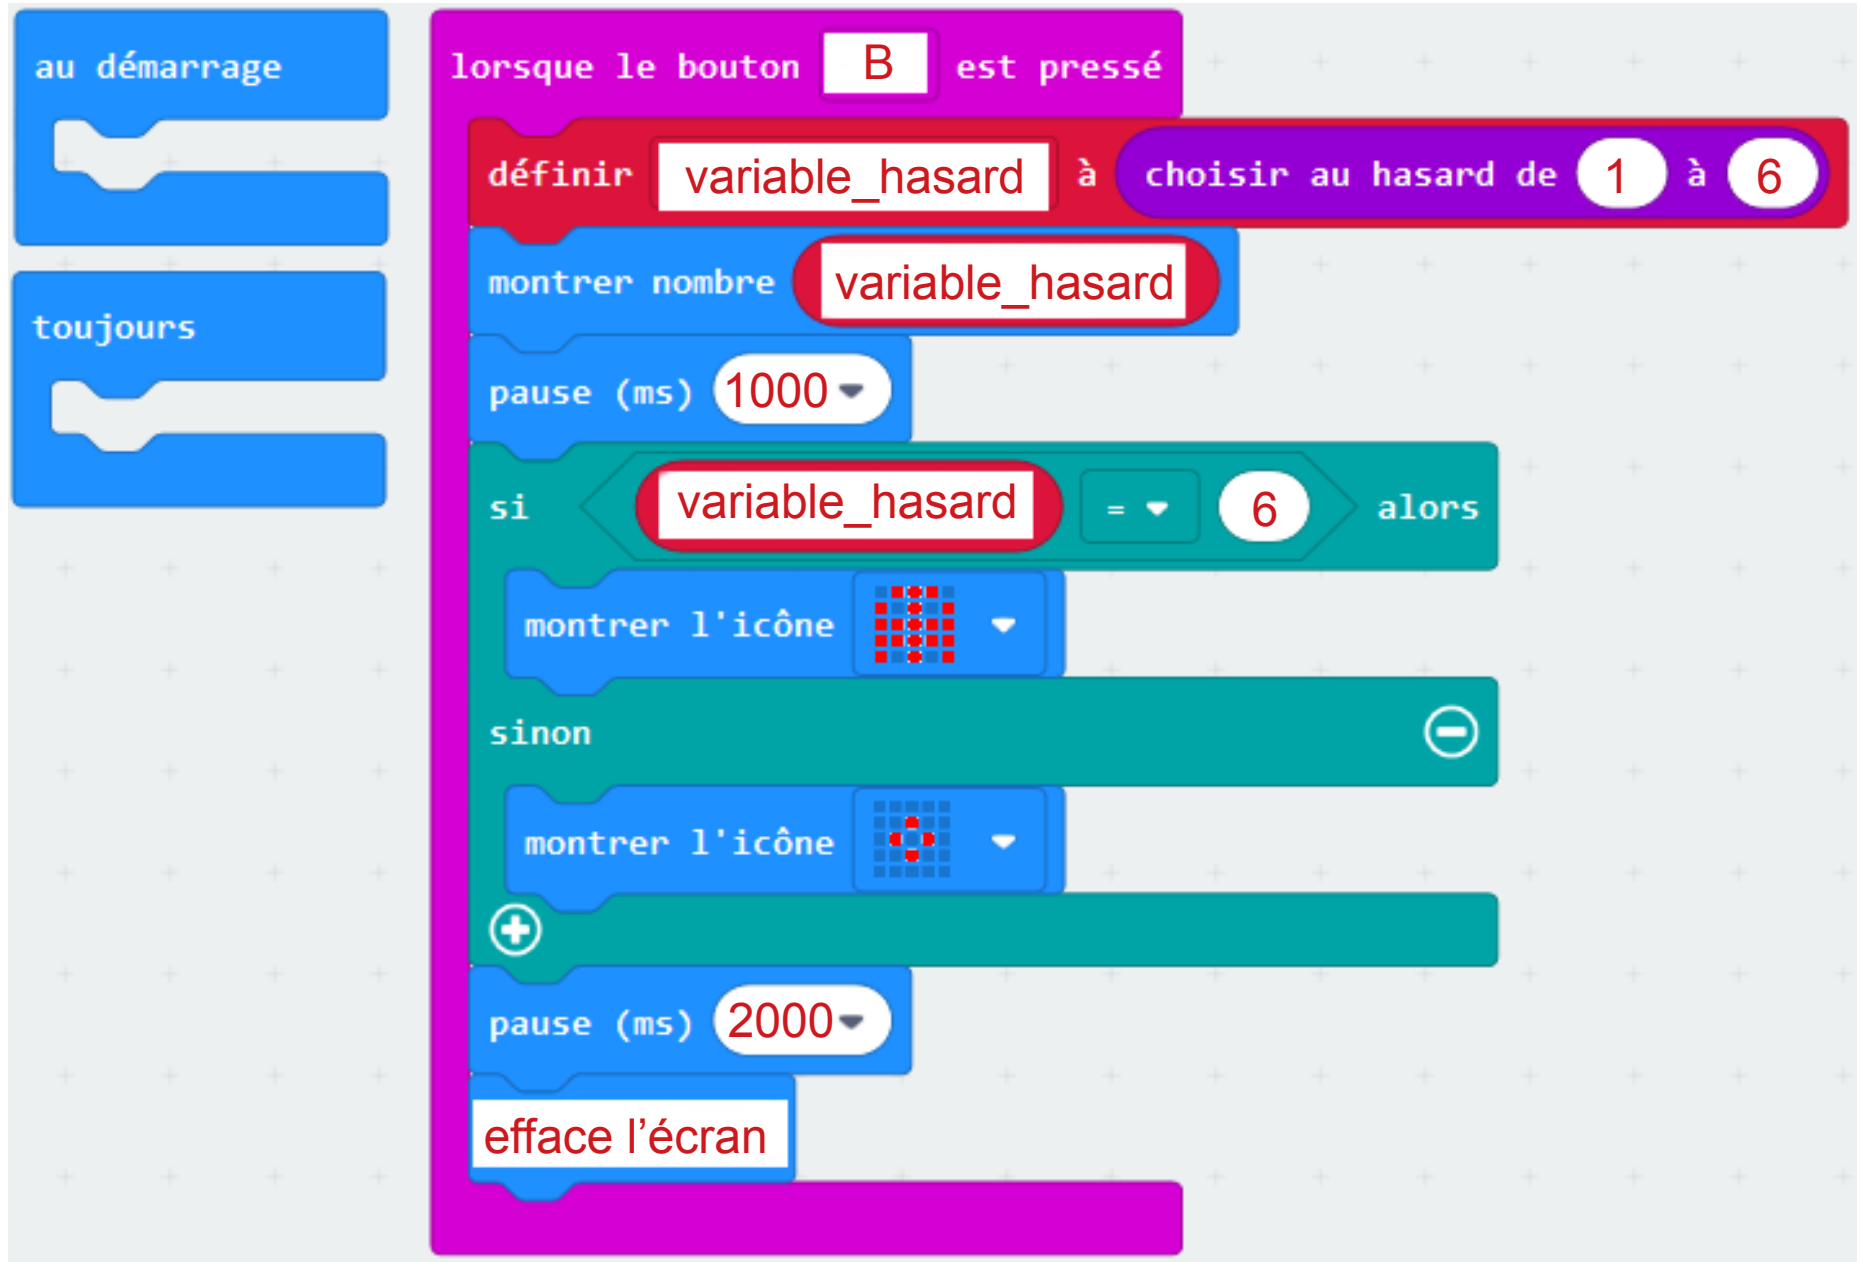 au démarrage
toujours
lorsque le bouton B est pressé
définir variable_hasard à choisir au hasard de 1 à 6
montrer nombre variable_hasard
pause (ms) 1000
si variable_hasard = 6 alors
montrer l'icône
sinon
montrer l'icône
pause (ms) 2000
efface l’écran